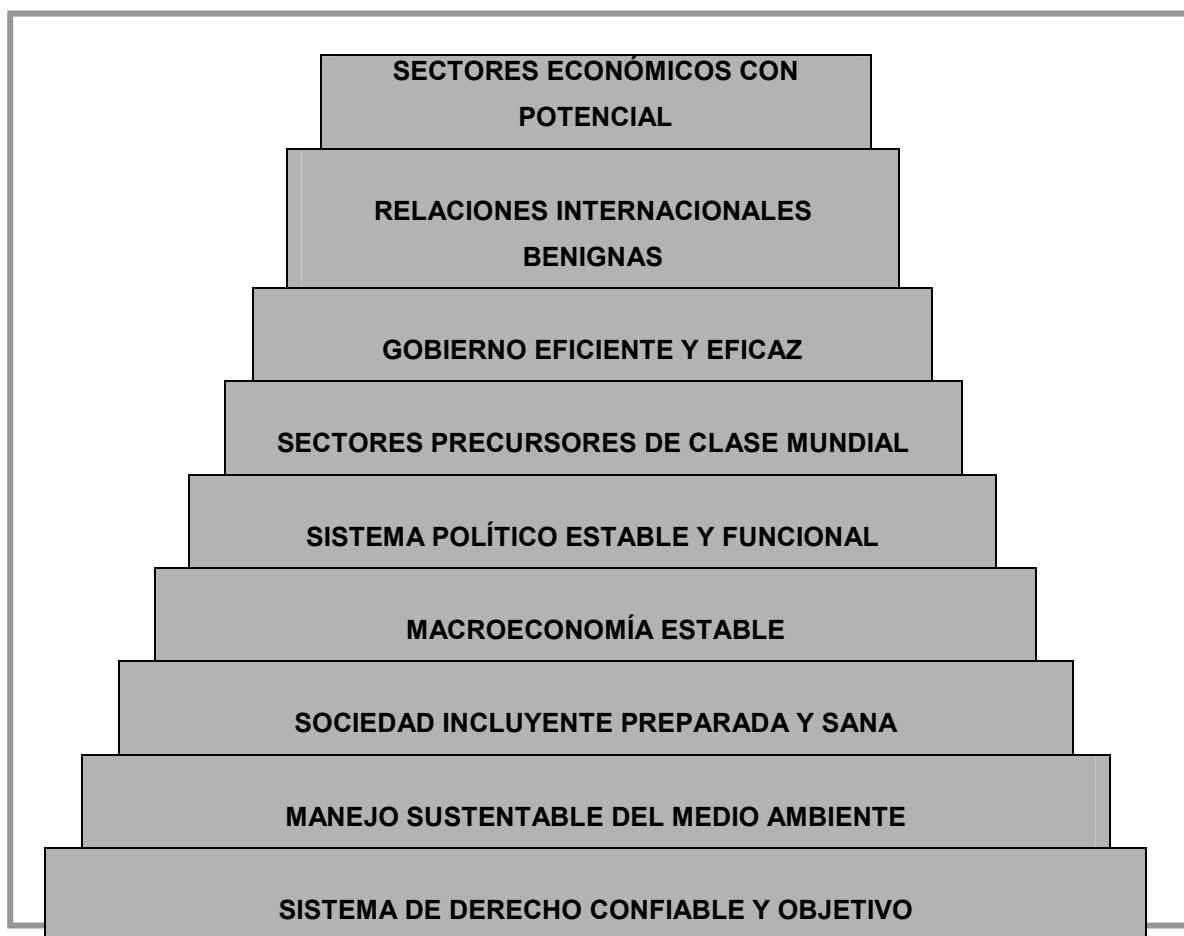 SECTORES ECONÓMICOS CON
POTENCIAL
RELACIONES INTERNACIONALES
BENIGNAS
GOBIERNO EFICIENTE Y EFICAZ
SECTORES PRECURSORES DE CLASE MUNDIAL
SISTEMA POLÍTICO ESTABLE Y FUNCIONAL
MACROECONOMÍA ESTABLE
SOCIEDAD INCLUYENTE PREPARADA Y SANA
MANEJO SUSTENTABLE DEL MEDIO AMBIENTE
SISTEMA DE DERECHO CONFIABLE Y OBJETIVO